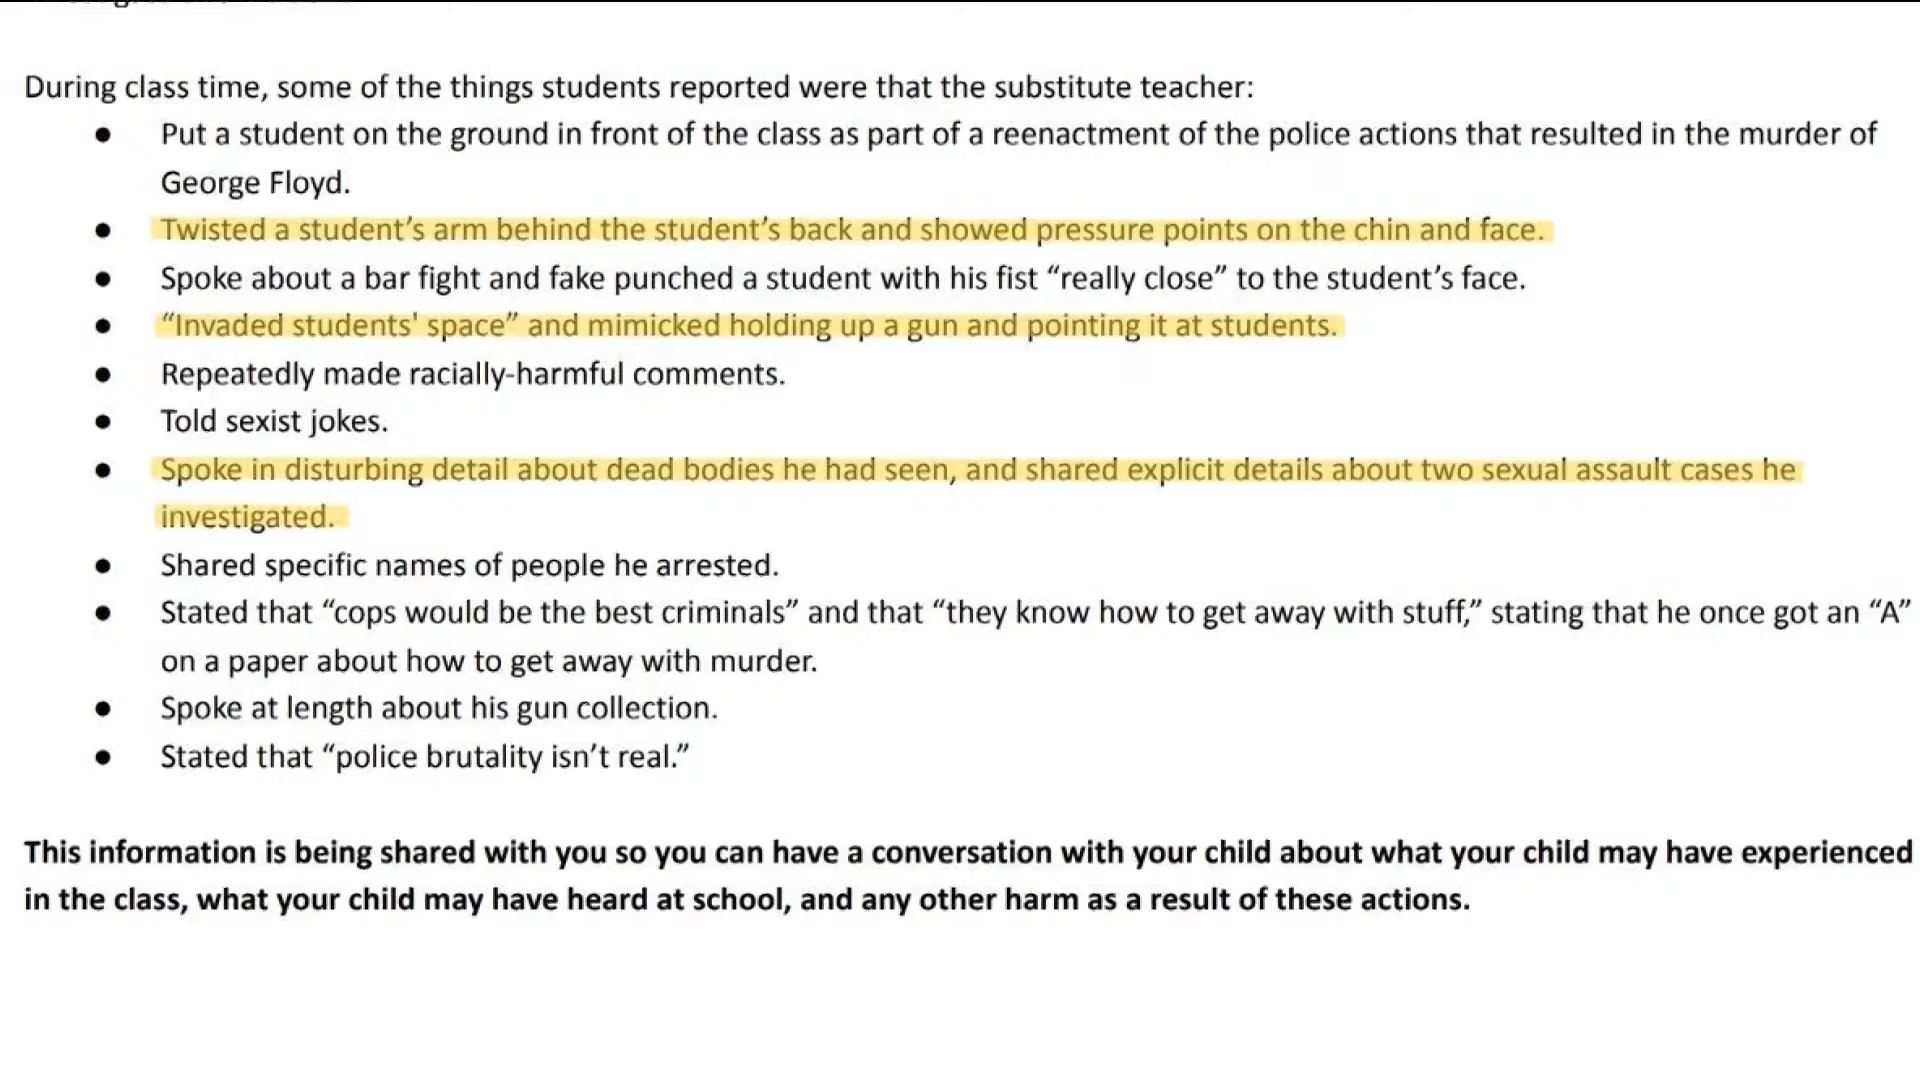 During class time, some of the things students reported were that the substitute teacher:
● Put a student on the ground in front of the class as part of a reenactment of the police actions that resulted in the murder of
George Floyd.
● Twisted a student’s arm behind the student’s back and showed pressure points on the chin and face.
● Spoke about a bar fight and fake punched a student with his fist “really close” to the student’s face.
● “Invaded students' space” and mimicked holding up a gun and pointing it at students.
● Repeatedly made racially-harmful comments.
● Told sexist jokes.
● Spoke in disturbing detail about dead bodies he had seen, and shared explicit details about two sexual assault cases he
investigated.
● Shared specific names of people he arrested.
● Stated that “cops would be the best criminals” and that “they know how to get away with stuff,” stating that he once got an “A”
on a paper about how to get away with murder.
● Spoke at length about his gun collection.
● Stated that “police brutality isn’t real.”
This information is being shared with you so you can have a conversation with your child about what your child may have experienced
in the class, what your child may have heard at school, and any other harm as a result of these actions.